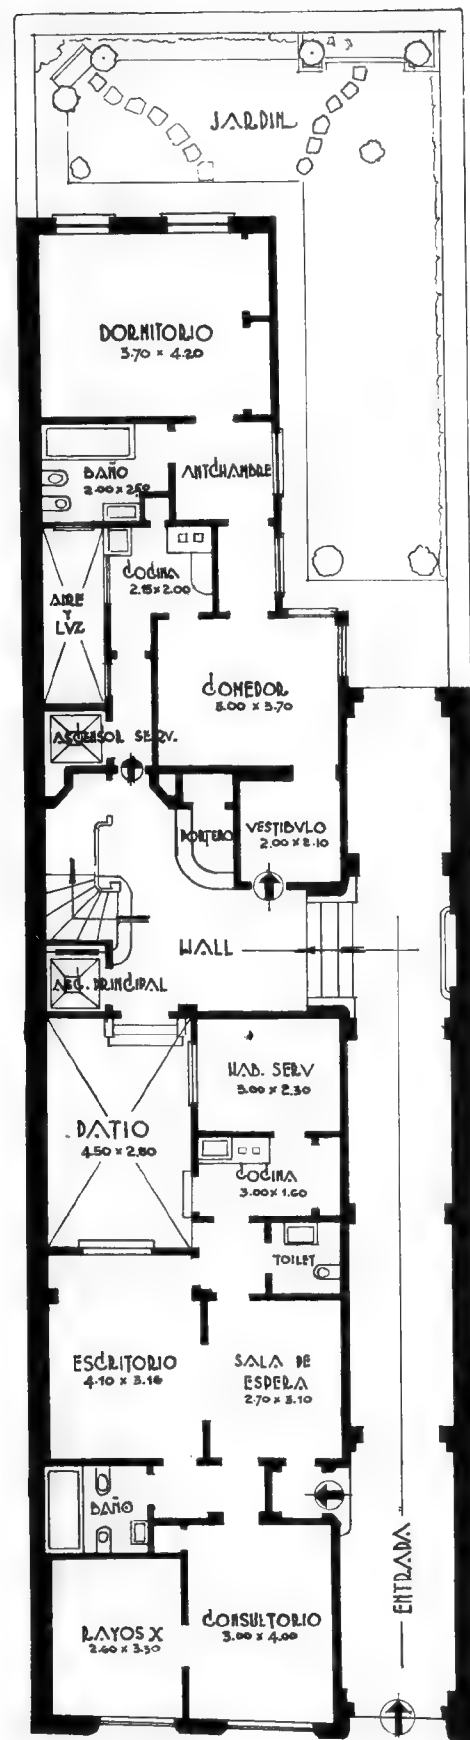 JARDIN
DORMITORIO
3.70 × 4.20
BAÑO
2.00 × 2.50
ANTCHAMBRE
COCINA
2.15 × 2.00
AIRE
Y
LUZ
COMEDOR
5.00 × 3.70
ASCENSOR SERV.
PORTERO
VESTIBULO
2.00 × 2.10
HALL
ASC. PRINCIPAL
HAB. SERV
3.00 × 2.30
PATIO
4.50 × 2.80
COCINA
3.00 × 1.60
TOILET
ESCRITORIO
4.10 × 3.16
SALA DE
ESPERA
2.70 × 3.10
BAÑO
ENTRADA
RAYOS X
2.60 × 3.50
CONSULTORIO
3.00 × 4.00